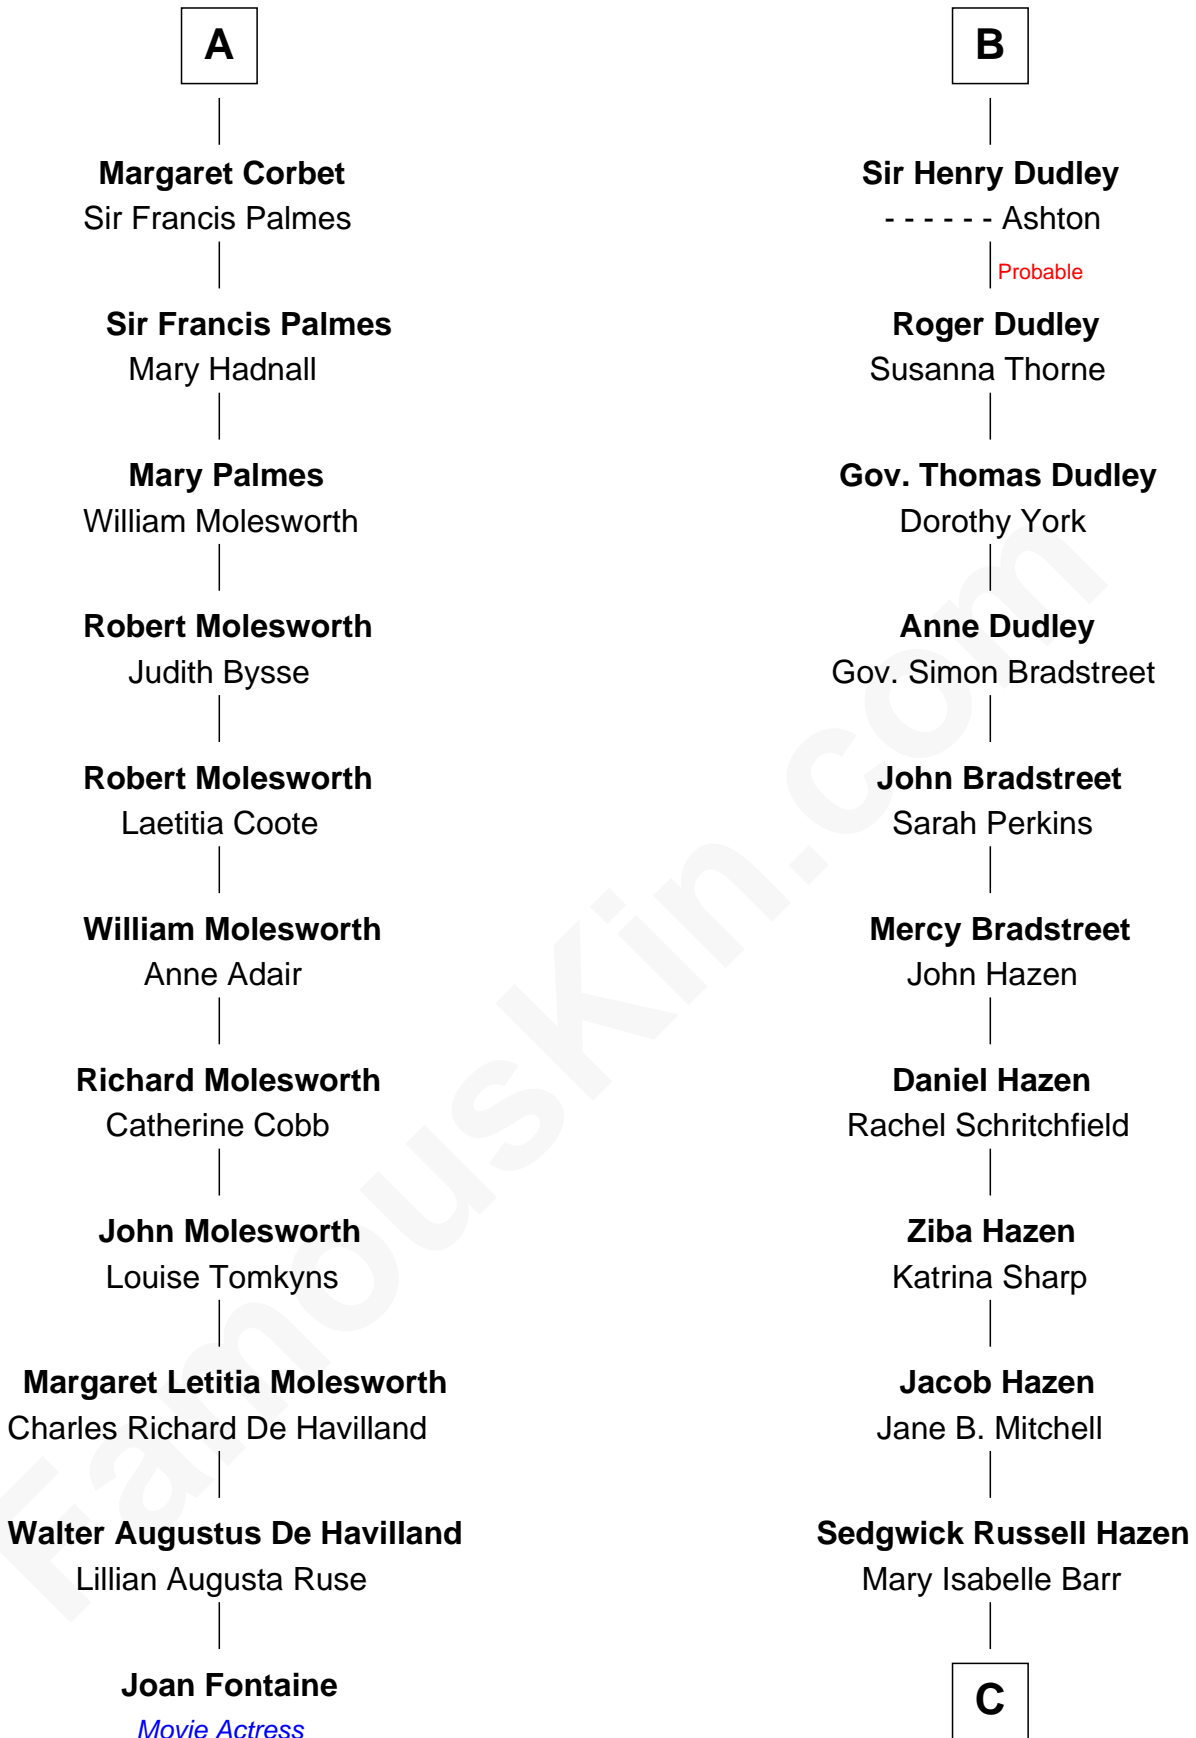 A
Margaret Corbet
Sir Francis Palmes
Sir Francis Palmes
Mary Hadnall
Mary Palmes
William Molesworth
Robert Molesworth
Judith Bysse
Robert Molesworth
Laetitia Coote
William Molesworth
Anne Adair
Richard Molesworth
Catherine Cobb
John Molesworth
Louise Tomkyns
Margaret Letitia Molesworth
Charles Richard De Havilland
Walter Augustus De Havilland
Lillian Augusta Ruse
Joan Fontaine
Movie Actress
B
Sir Henry Dudley
- - - - - - Ashton
Probable
Roger Dudley
Susanna Thorne
Gov. Thomas Dudley
Dorothy York
Anne Dudley
Gov. Simon Bradstreet
John Bradstreet
Sarah Perkins
Mercy Bradstreet
John Hazen
Daniel Hazen
Rachel Schritchfield
Ziba Hazen
Katrina Sharp
Jacob Hazen
Jane B. Mitchell
Sedgwick Russell Hazen
Mary Isabelle Barr
C
FamousKin.com